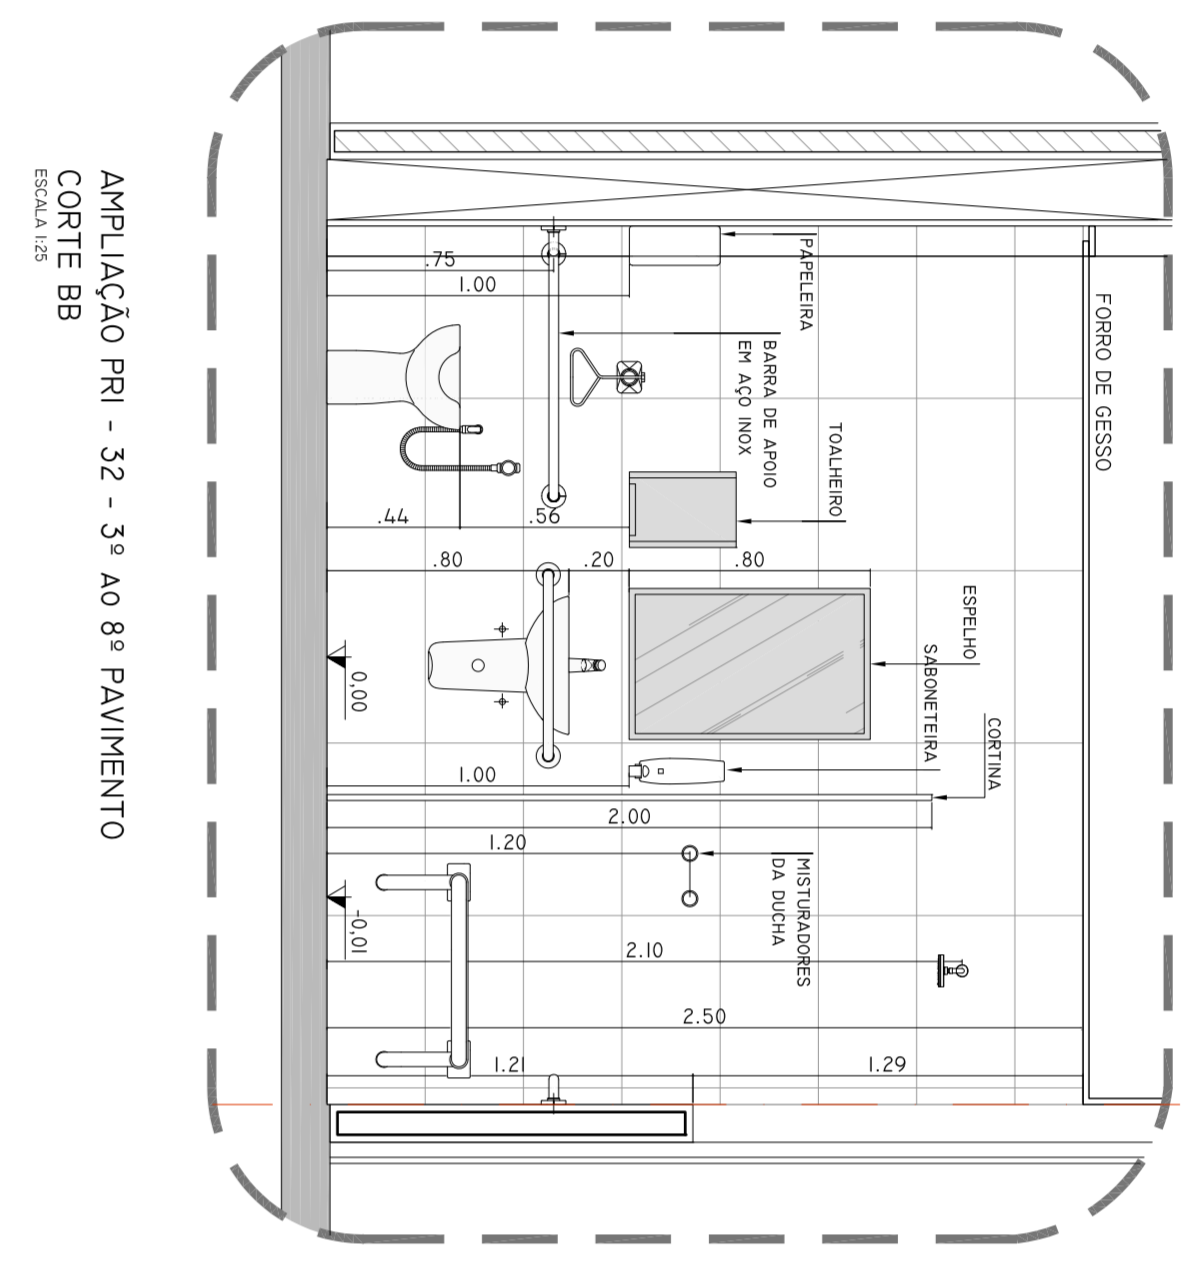 FORRO DE GESSO
CORTINA
ESPELHO
SABONETEIRA
TOALHEIRO
PAPELEIRA
MISTURADORES
DA DUCHA
BARRA DE APOIO
EM AÇO INOX
.75
1.00
.44
.56
.80
.20
.80
1.00
2.00
1.20
2.10
2.50
1.21
1.29
0,00
-0,01
AMPLIAÇÃO PRI - 32 - 3º AO 8º PAVIMENTO
CORTE BB
ESCALA 1:25